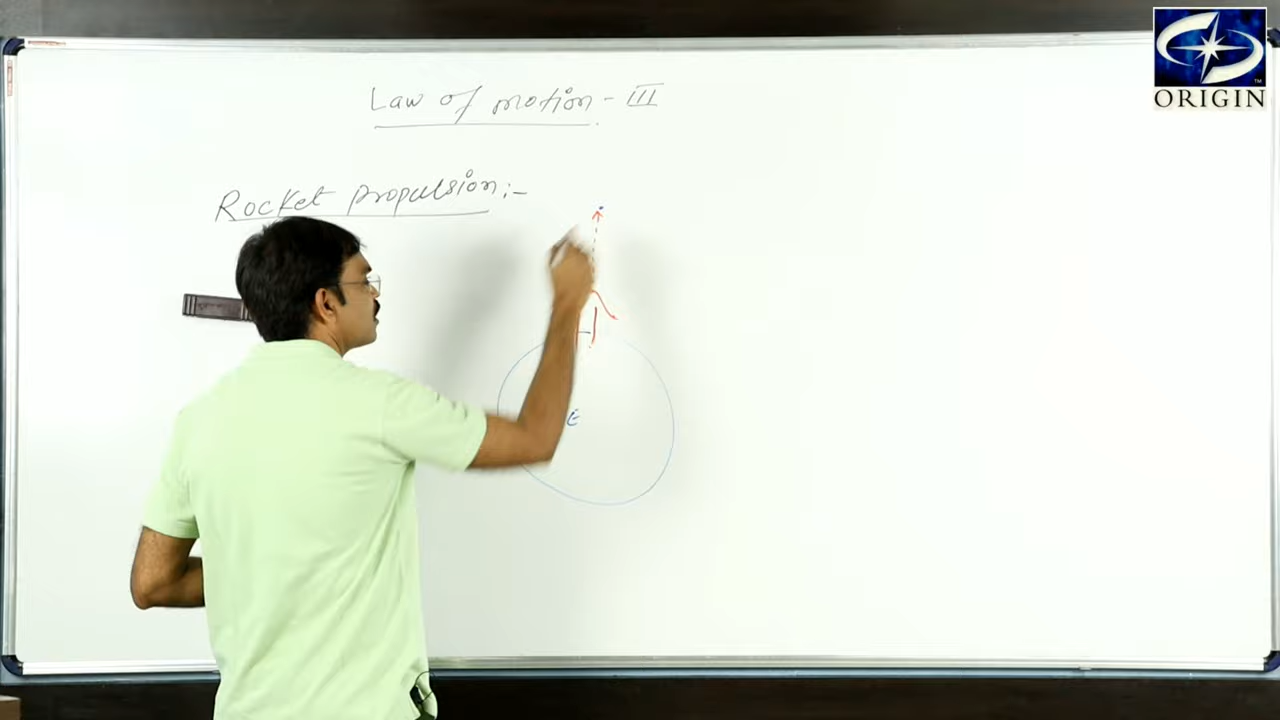 Law of motion - III
Rocket propulsion :-
E
ORIGIN